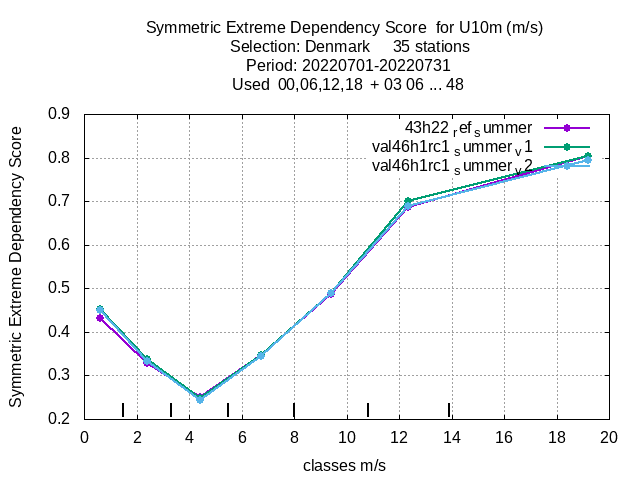 Symmetric Extreme Dependency Score  for U10m (m/s)
Selection: Denmark     35 stations
Period: 20220701-20220731
Used  00,06,12,18  + 03 06 ... 48
0.9
0.8
0.7
0.6
0.5
0.4
0.3
0.2
Symmetric Extreme Dependency Score
43h22 ref summer
val46h1rc1 summer v1
val46h1rc1 summer v2
0 2 4 6 8 10 12 14 16 18 20
classes m/s